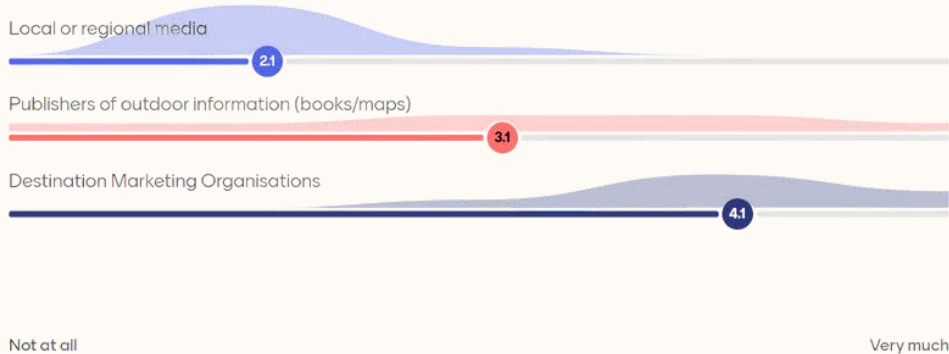 Local or regional media
2.1
Publishers of outdoor information (books/maps)
3.1
Destination Marketing Organisations
4.1
Not at all
Very much